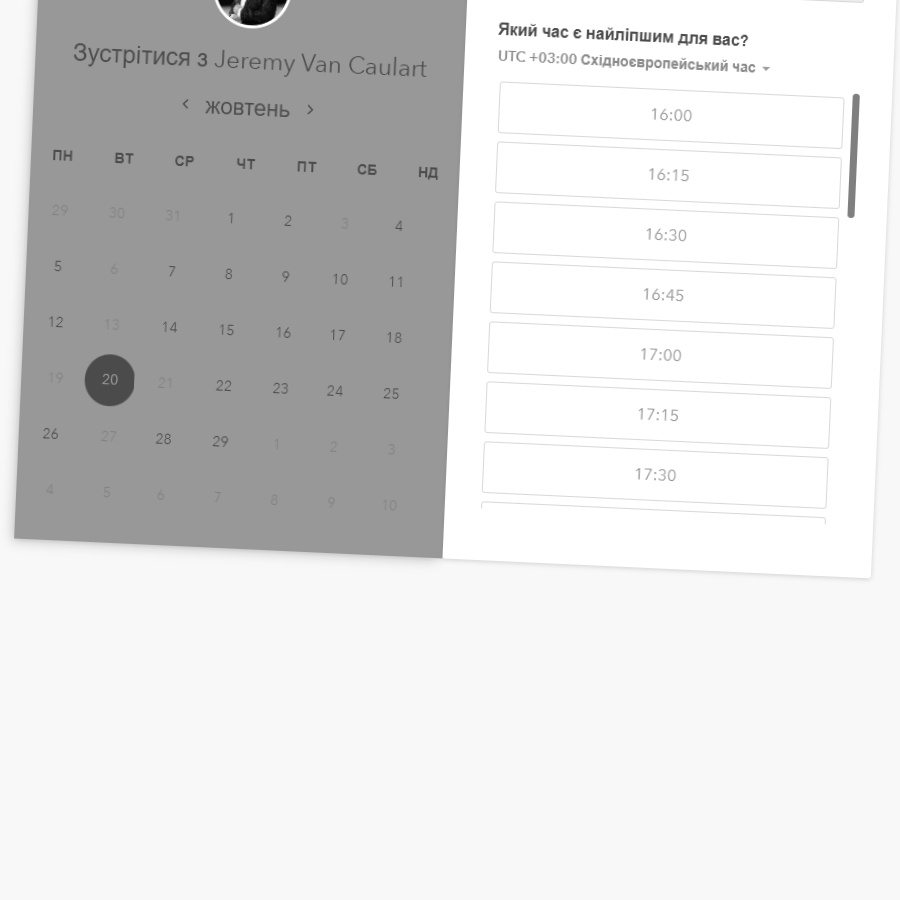 Зустрітися з Jeremy Van Caulart
жовтень
ПН ВТ СР ЧТ ПТ СБ НД
29 30 31 1 2 3 4
5 6 7 8 9 10 11
12 13 14 15 16 17 18
19 20 21 22 23 24 25
26 27 28 29 1 2 3
4 5 6 7 8 9 10
Який час є найліпшим для вас?
UTC +03:00 Східноєвропейський час
16:00
16:15
16:30
16:45
17:00
17:15
17:30